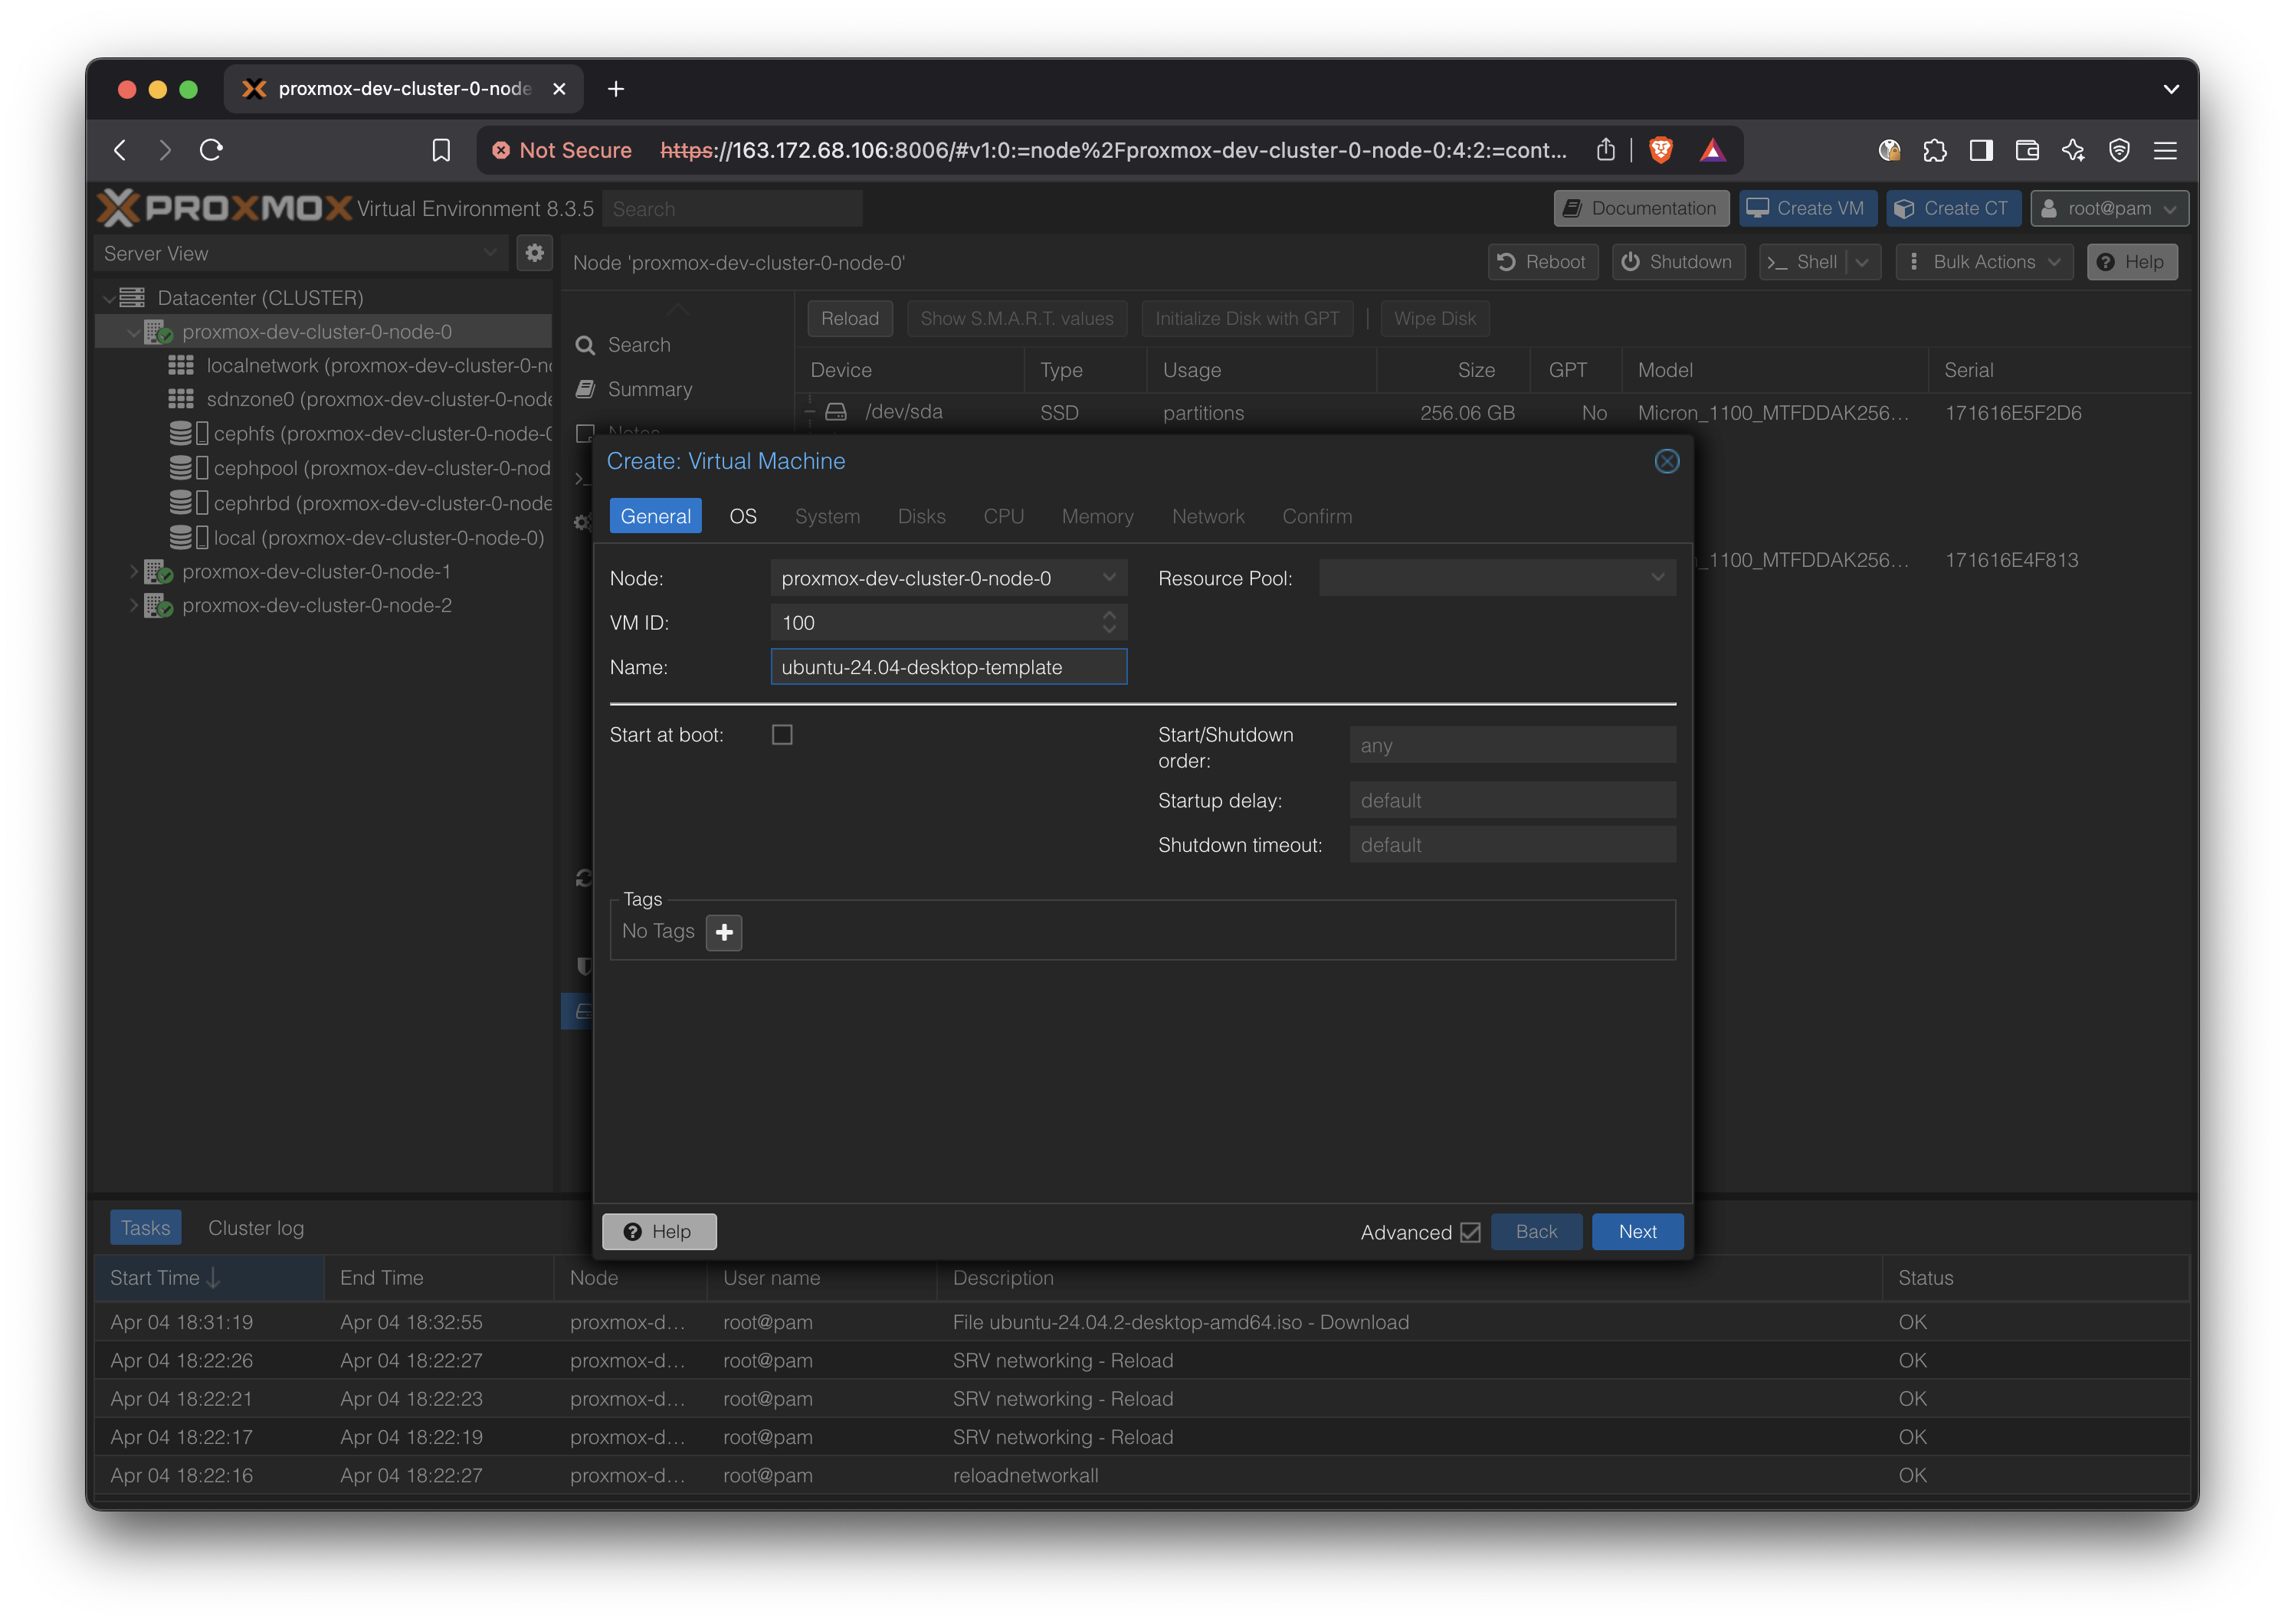 proxmox-dev-cluster-0-node
Not Secure https://163.172.68.106:8006/#v1:0:=node%2Fproxmox-dev-cluster-0-node-0:4:2:=cont...
PROXMOX Virtual Environment 8.3.5 Search Documentation Create VM Create CT root@pam
Server View
Node 'proxmox-dev-cluster-0-node-0' Reboot Shutdown >_ Shell Bulk Actions Help
Datacenter (CLUSTER)
proxmox-dev-cluster-0-node-0
localnetwork (proxmox-dev-cluster-0-no
sdnzone0 (proxmox-dev-cluster-0-node
cephfs (proxmox-dev-cluster-0-node-0
cephpool (proxmox-dev-cluster-0-nod
cephrbd (proxmox-dev-cluster-0-node
local (proxmox-dev-cluster-0-node-0)
proxmox-dev-cluster-0-node-1
proxmox-dev-cluster-0-node-2
Search
Summary
Notes
Reload Show S.M.A.R.T. values Initialize Disk with GPT Wipe Disk
Device Type Usage Size GPT Model Serial
/dev/sda SSD partitions 256.06 GB No Micron_1100_MTFDDAK256... 171616E5F2D6
_1100_MTFDDAK256... 171616E4F813
Create: Virtual Machine
General OS System Disks CPU Memory Network Confirm
Node: proxmox-dev-cluster-0-node-0 Resource Pool:
VM ID: 100
Name: ubuntu-24.04-desktop-template
Start at boot: Start/Shutdown
order: any
Startup delay: default
Shutdown timeout: default
Tags
No Tags
Help Advanced Back Next
Tasks Cluster log
Start Time End Time Node User name Description Status
Apr 04 18:31:19 Apr 04 18:32:55 proxmox-d... root@pam File ubuntu-24.04.2-desktop-amd64.iso - Download OK
Apr 04 18:22:26 Apr 04 18:22:27 proxmox-d... root@pam SRV networking - Reload OK
Apr 04 18:22:21 Apr 04 18:22:23 proxmox-d... root@pam SRV networking - Reload OK
Apr 04 18:22:17 Apr 04 18:22:19 proxmox-d... root@pam SRV networking - Reload OK
Apr 04 18:22:16 Apr 04 18:22:27 proxmox-d... root@pam reloadnetworkall OK